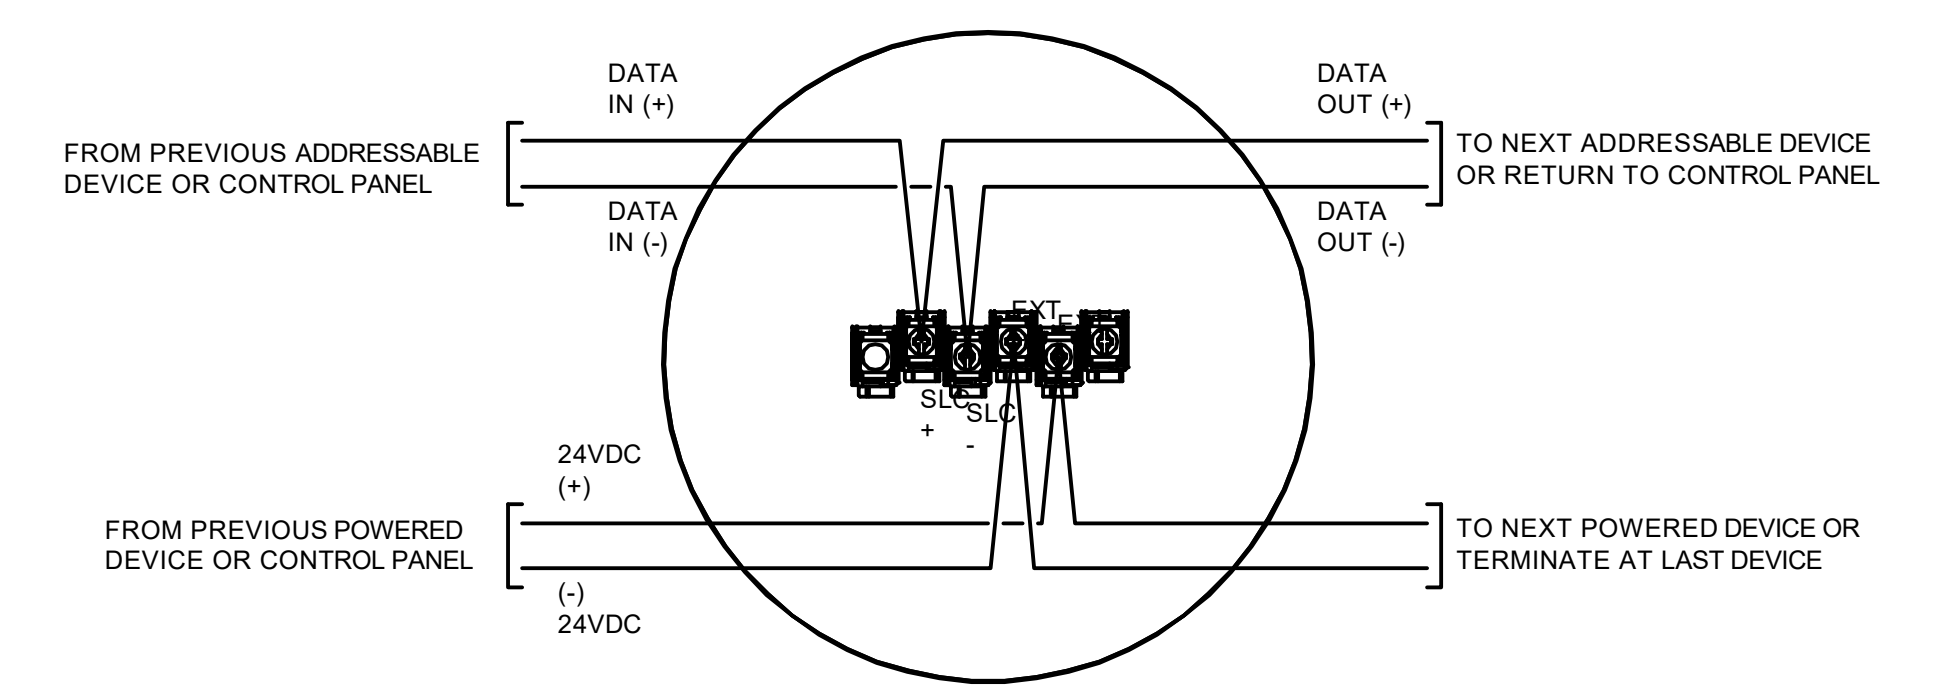 DATA
IN (+)
DATA
OUT (+)
FROM PREVIOUS ADDRESSABLE
DEVICE OR CONTROL PANEL
TO NEXT ADDRESSABLE DEVICE
OR RETURN TO CONTROL PANEL
DATA
IN (-)
DATA
OUT (-)
EXT
SLC
+
SLC
-
24VDC
(+)
FROM PREVIOUS POWERED
DEVICE OR CONTROL PANEL
TO NEXT POWERED DEVICE OR
TERMINATE AT LAST DEVICE
(-)
24VDC